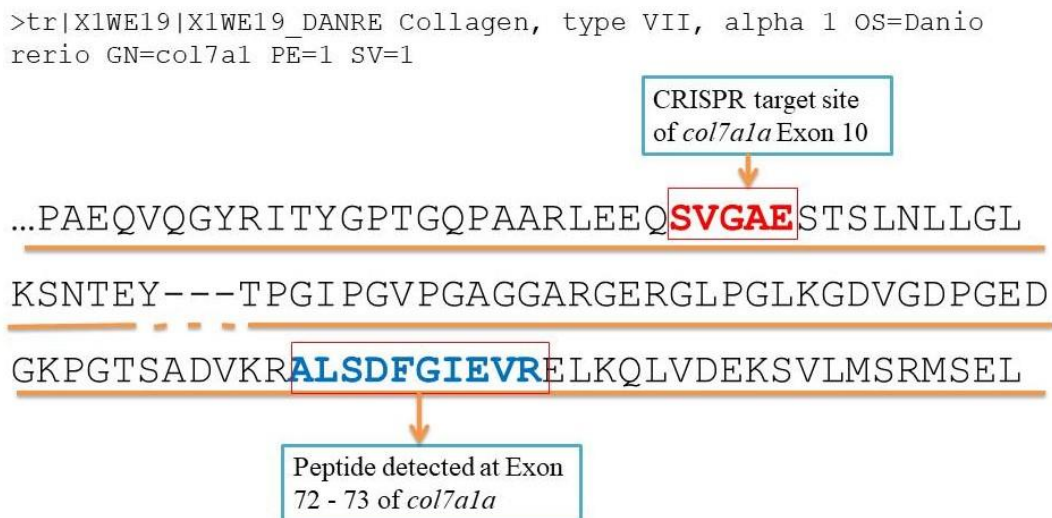 >tr|X1WE19|X1WE19_DANRE Collagen, type VII, alpha 1 OS=Danio
rerio GN=col7a1 PE=1 SV=1
CRISPR target site
of col7a1a Exon 10
...PAEQVQGYRITYGPTGQPAARLEEQSVGAESTSLNLLGL
KSNTEY---TPGIPGVPGAGGARGERGLPGLKGDVGDPGED
GKPGTSADVKRALSDFGIEVRELKQLVDEKSVLMSRMSEL
Peptide detected at Exon
72 - 73 of col7a1a